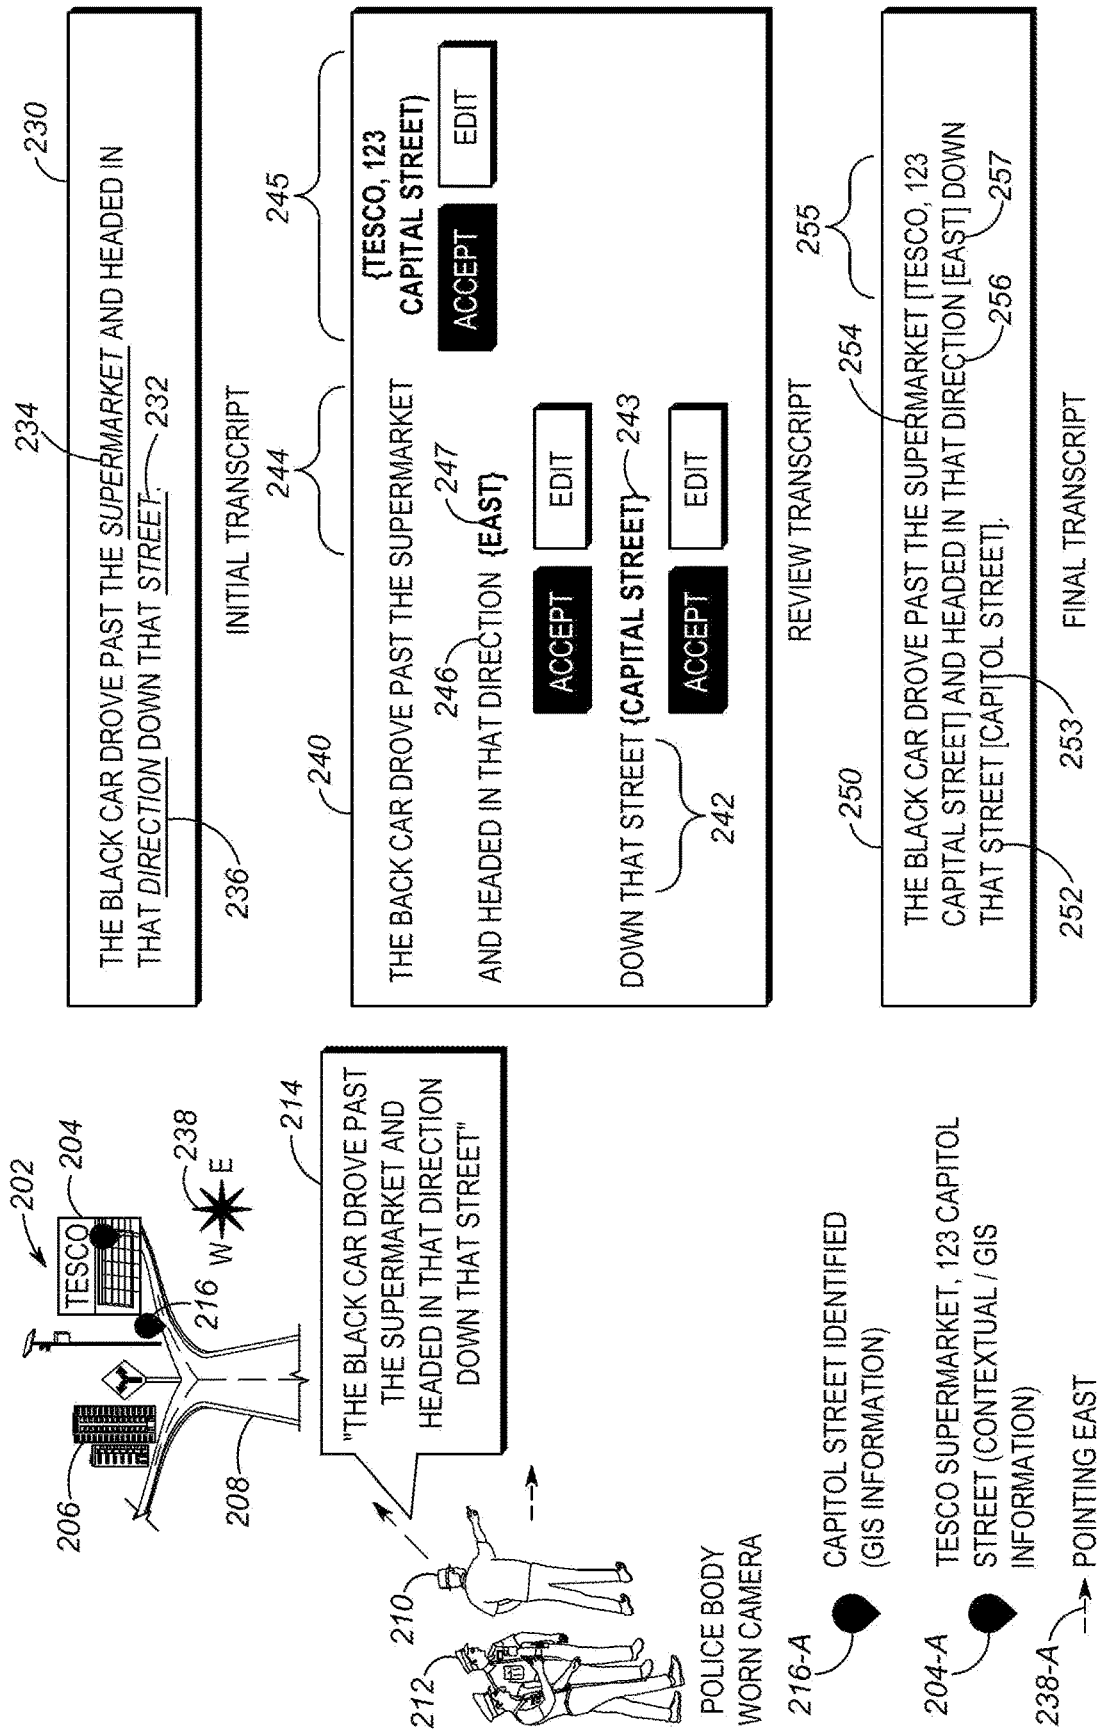 202
TESCO
204
206
216
238
W
E
208
210
212
214
"THE BLACK CAR DROVE PAST
THE SUPERMARKET AND
HEADED IN THAT DIRECTION
DOWN THAT STREET"
POLICE BODY
WORN CAMERA
216-A
CAPITOL STREET IDENTIFIED
(GIS INFORMATION)
204-A
TESCO SUPERMARKET, 123 CAPITOL
STREET (CONTEXTUAL / GIS
INFORMATION)
238-A
POINTING EAST
230
234
THE BLACK CAR DROVE PAST THE SUPERMARKET AND HEADED IN
THAT DIRECTION DOWN THAT STREET.
232
236
INITIAL TRANSCRIPT
240
244
245
THE BACK CAR DROVE PAST THE SUPERMARKET
{TESCO, 123
CAPITAL STREET)
ACCEPT
EDIT
246
247
AND HEADED IN THAT DIRECTION {EAST}
ACCEPT
EDIT
243
DOWN THAT STREET {CAPITAL STREET}
242
ACCEPT
EDIT
REVIEW TRANSCRIPT
250
254
255
THE BLACK CAR DROVE PAST THE SUPERMARKET [TESCO, 123
CAPITAL STREET] AND HEADED IN THAT DIRECTION [EAST] DOWN
THAT STREET [CAPITOL STREET].
252
253
256
257
FINAL TRANSCRIPT